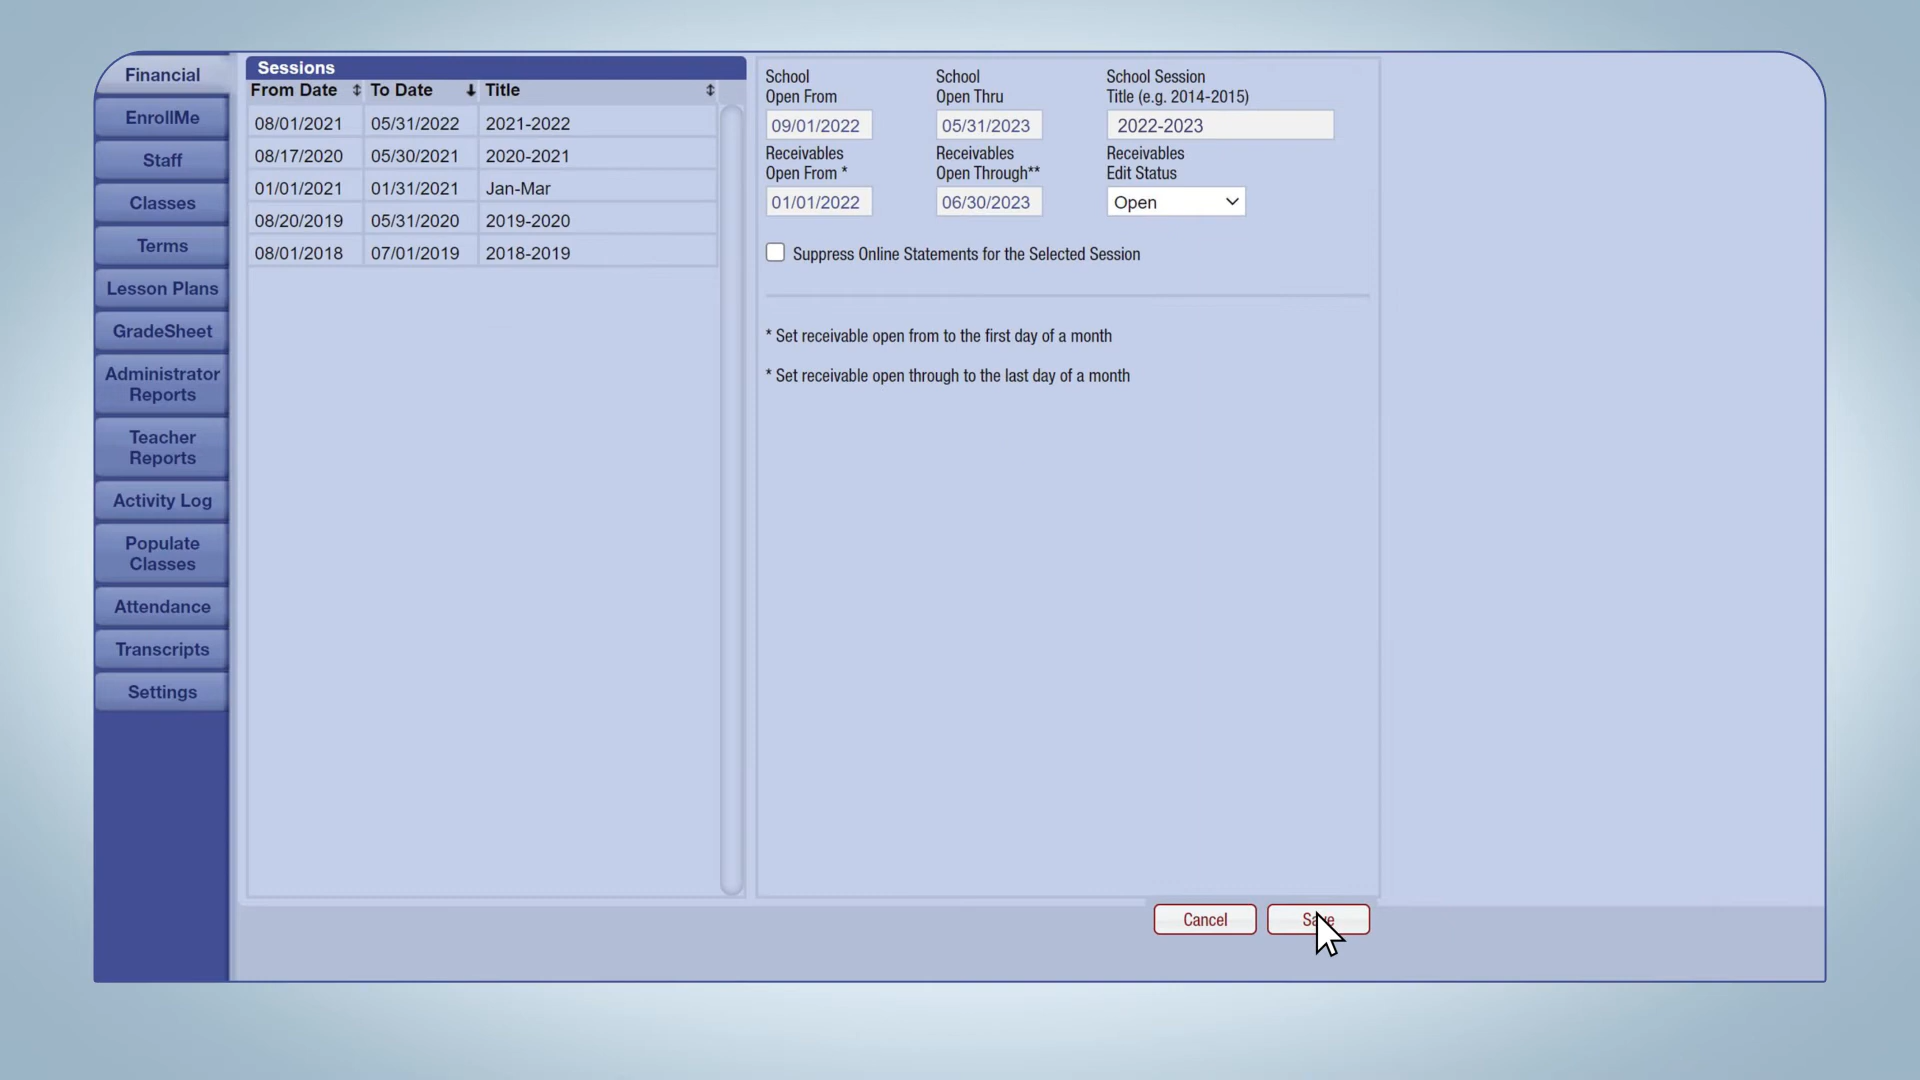 Financial
EnrollMe
Staff
Classes
Terms
Lesson Plans
GradeSheet
Administrator
Reports
Teacher
Reports
Activity Log
Populate
Classes
Attendance
Transcripts
Settings
Sessions
From Date To Date Title
08/01/2021 05/31/2022 2021-2022
08/17/2020 05/30/2021 2020-2021
01/01/2021 01/31/2021 Jan-Mar
08/20/2019 05/31/2020 2019-2020
08/01/2018 07/01/2019 2018-2019
School School School Session
Open From Open Thru Title (e.g. 2014-2015)
09/01/2022 05/31/2023 2022-2023
Receivables Receivables Receivables
Open From * Open Through** Edit Status
01/01/2022 06/30/2023 Open
Suppress Online Statements for the Selected Session
* Set receivable open from to the first day of a month
* Set receivable open through to the last day of a month
Cancel Save